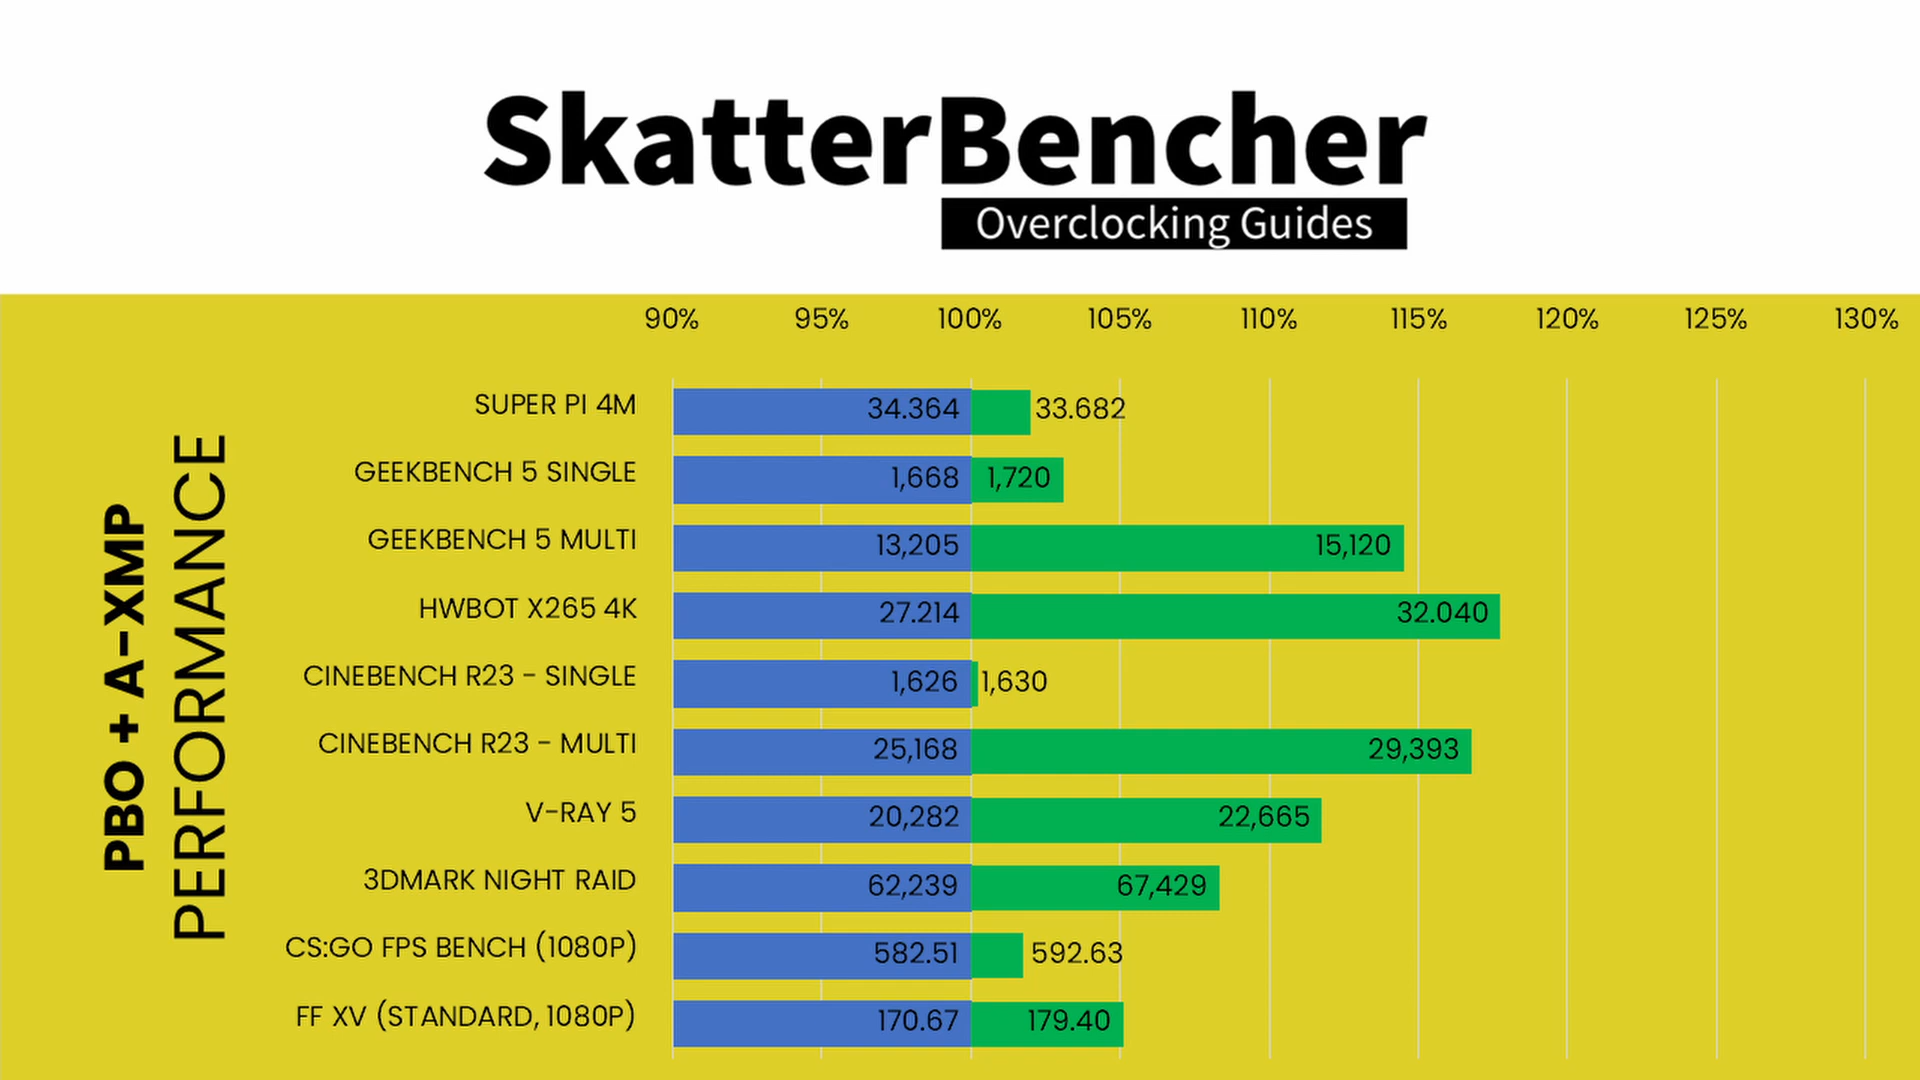 SkatterBencher
Overclocking Guides
90% 95% 100% 105% 110% 115% 120% 125% 130%
PBO + A-XMP
PERFORMANCE
SUPER PI 4M 34.364 33.682
GEEKBENCH 5 SINGLE 1,668 1,720
GEEKBENCH 5 MULTI 13,205 15,120
HWBOT X265 4K 27.214 32.040
CINEBENCH R23 - SINGLE 1,626 1,630
CINEBENCH R23 - MULTI 25,168 29,393
V-RAY 5 20,282 22,665
3DMARK NIGHT RAID 62,239 67,429
CS:GO FPS BENCH (1080P) 582.51 592.63
FF XV (STANDARD, 1080P) 170.67 179.40